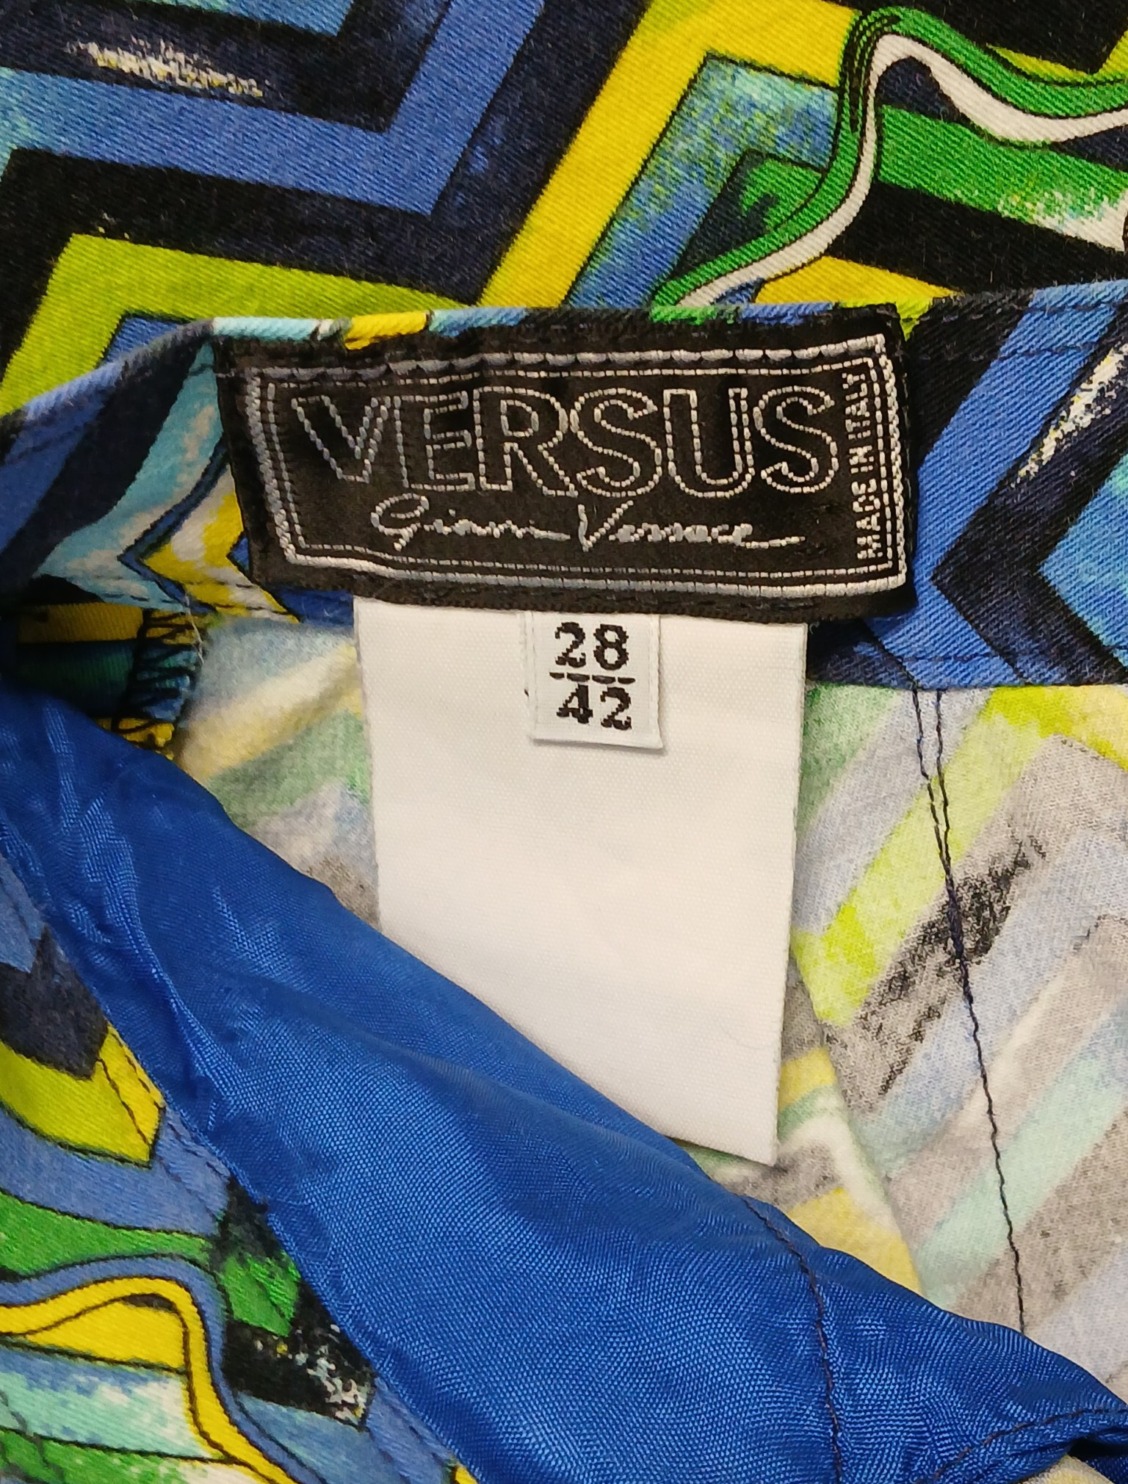 VERSUS
Gianni Versace
MADE IN ITALY
28
42